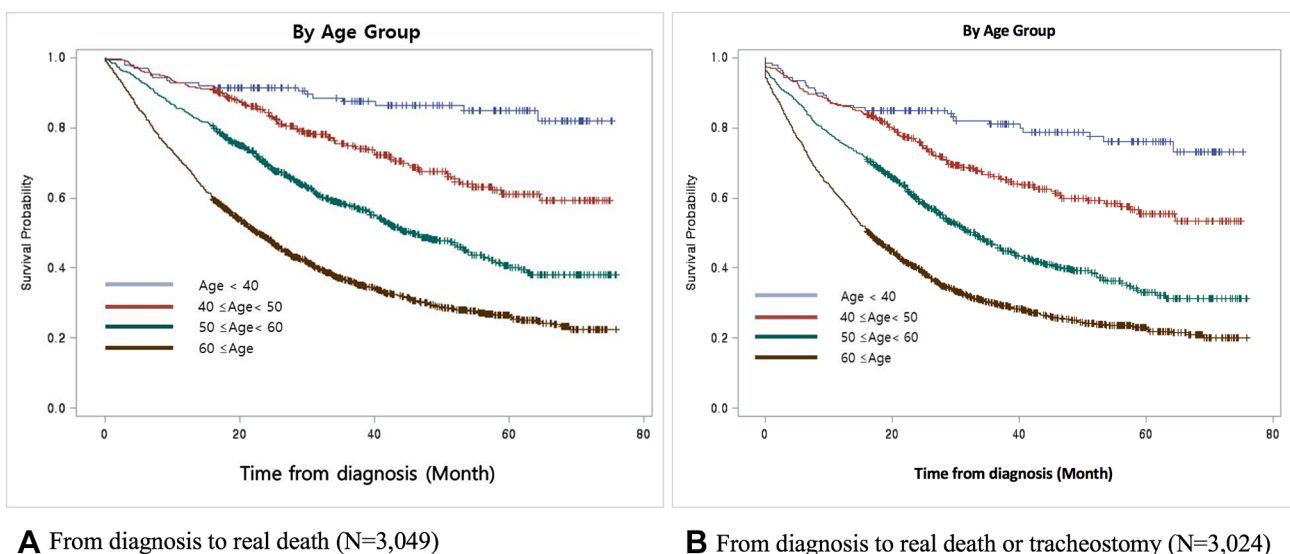 By Age Group
1.0
0.8
0.6
0.4
0.2
0.0
Survival Probability
Age < 40
40 ≤Age< 50
50 ≤Age< 60
60 ≤Age
0 20 40 60 80
Time from diagnosis (Month)
A From diagnosis to real death (N=3,049)
By Age Group
1.0
0.8
0.6
0.4
0.2
0.0
Survival Probability
Age < 40
40 ≤Age< 50
50 ≤Age< 60
60 ≤Age
0 20 40 60 80
Time from diagnosis (Month)
B From diagnosis to real death or tracheostomy (N=3,024)